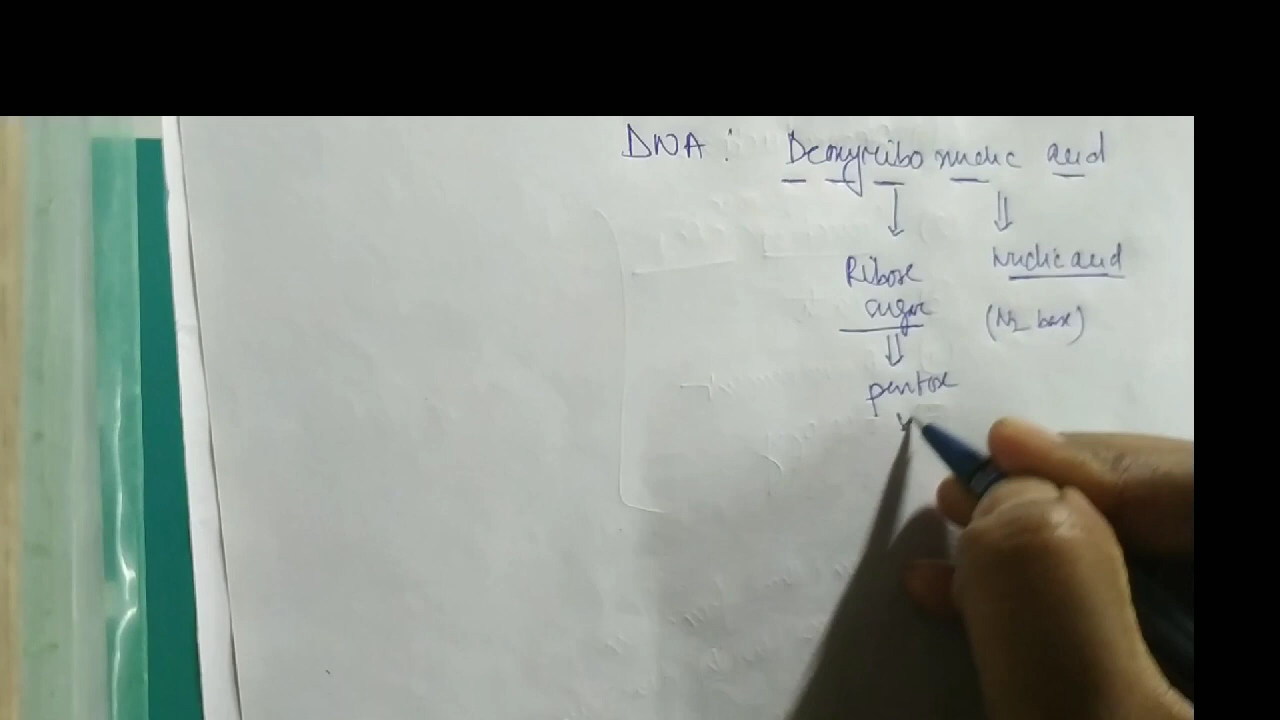 DNA : Deoxyribo nucleic acid
Ribose Nucleic acid
sugar (N2 base)
pentose